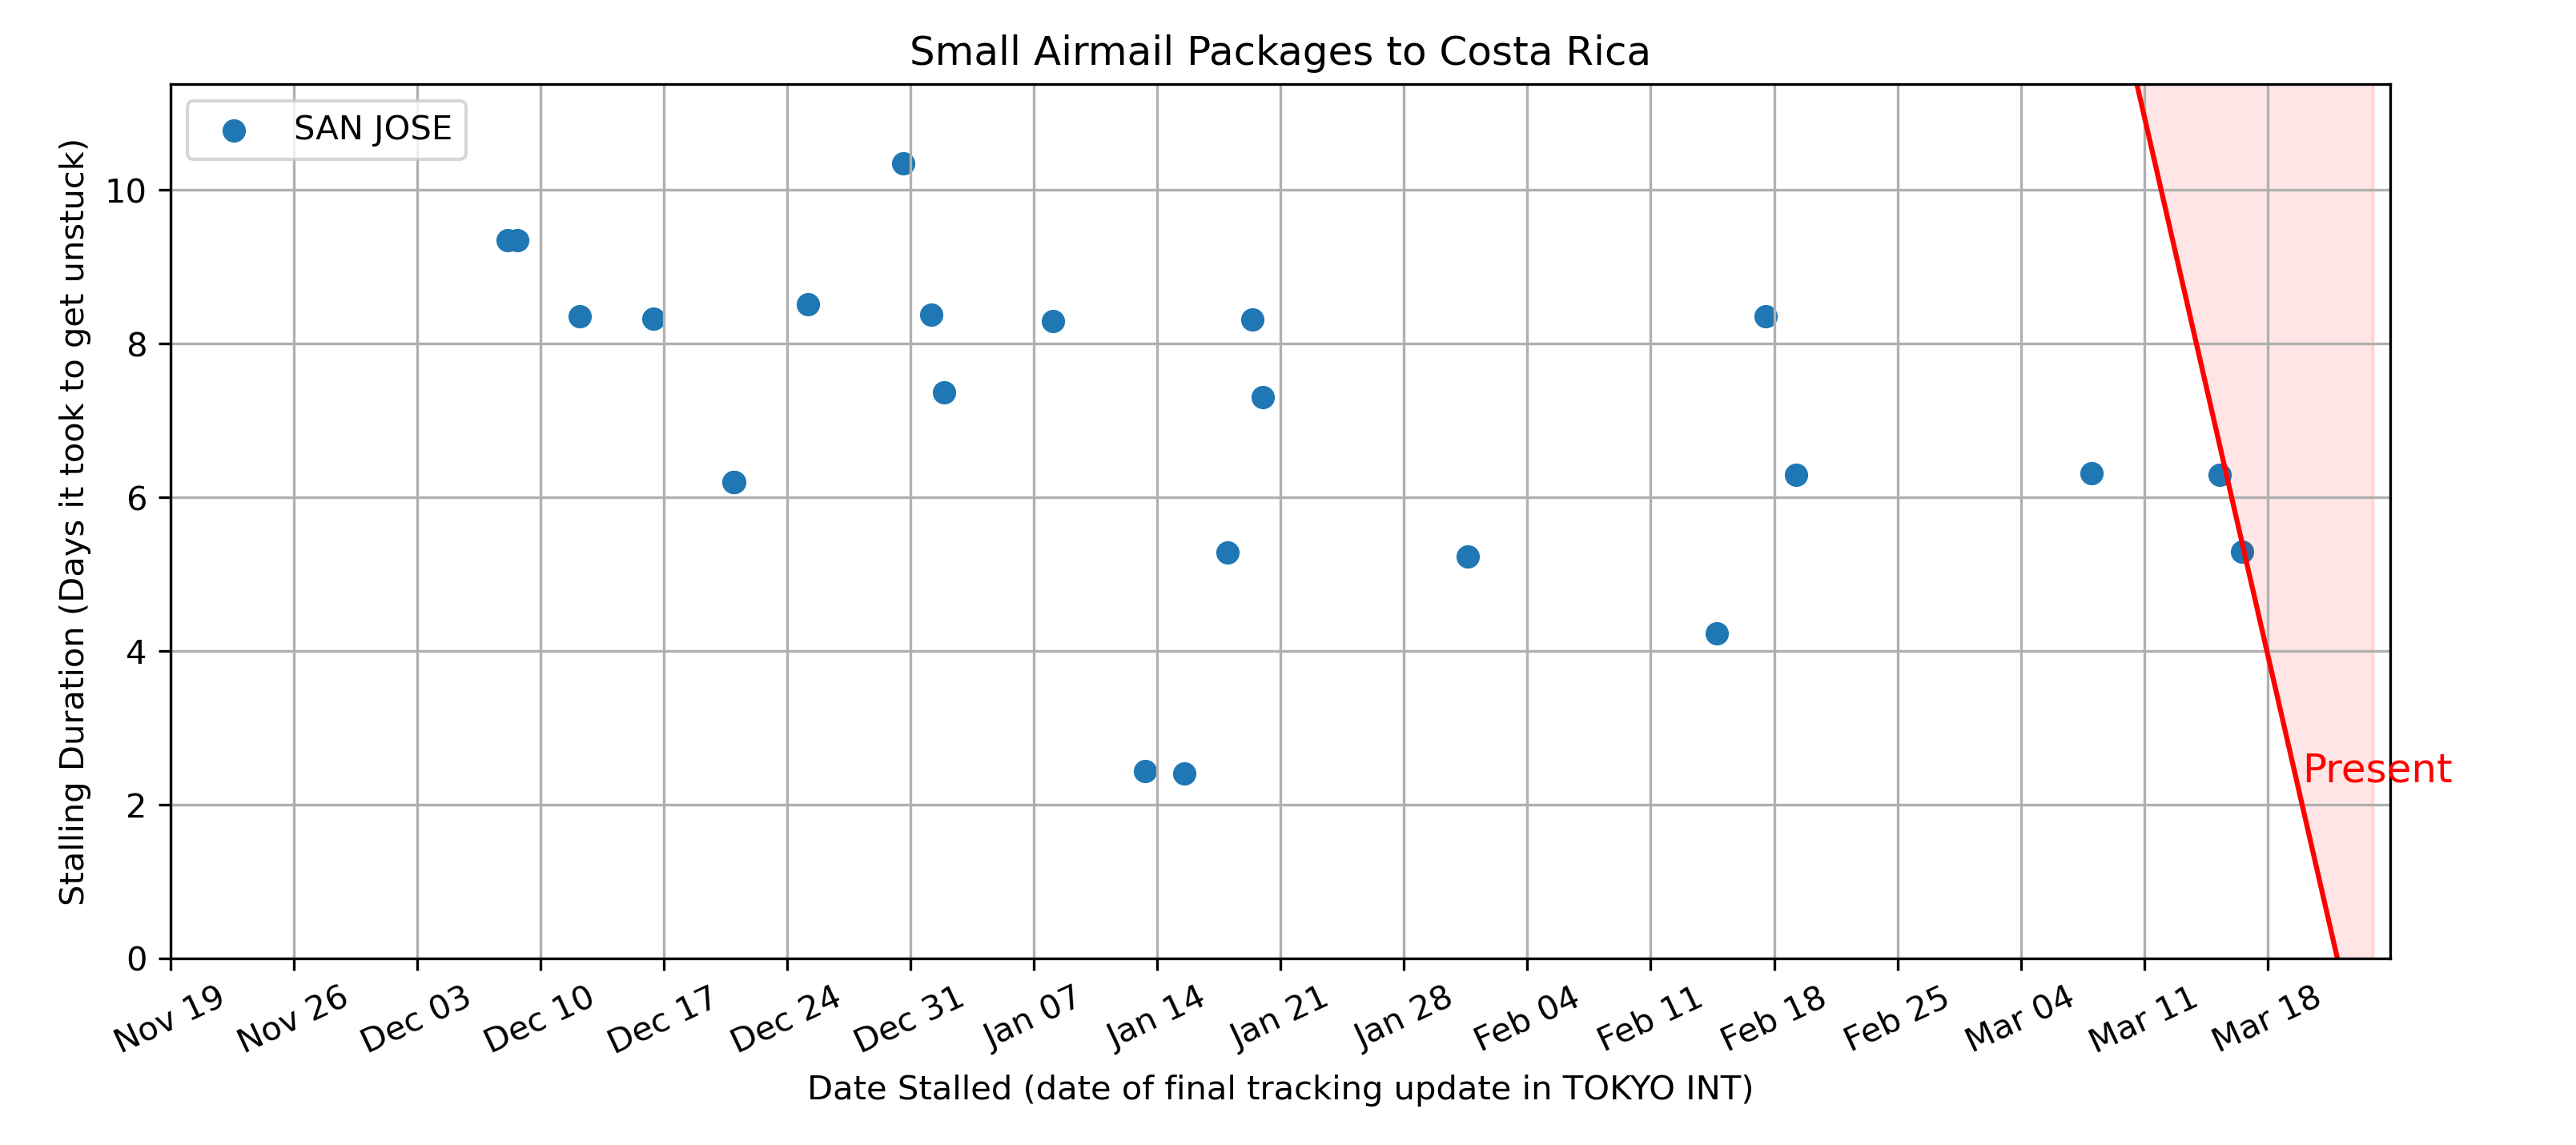 Small Airmail Packages to Costa Rica
SAN JOSE
Stalling Duration (Days it took to get unstuck)
10
8
6
4
2
0
Present
Nov 19
Nov 26
Dec 03
Dec 10
Dec 17
Dec 24
Dec 31
Jan 07
Jan 14
Jan 21
Jan 28
Feb 04
Feb 11
Feb 18
Feb 25
Mar 04
Mar 11
Mar 18
Date Stalled (date of final tracking update in TOKYO INT)